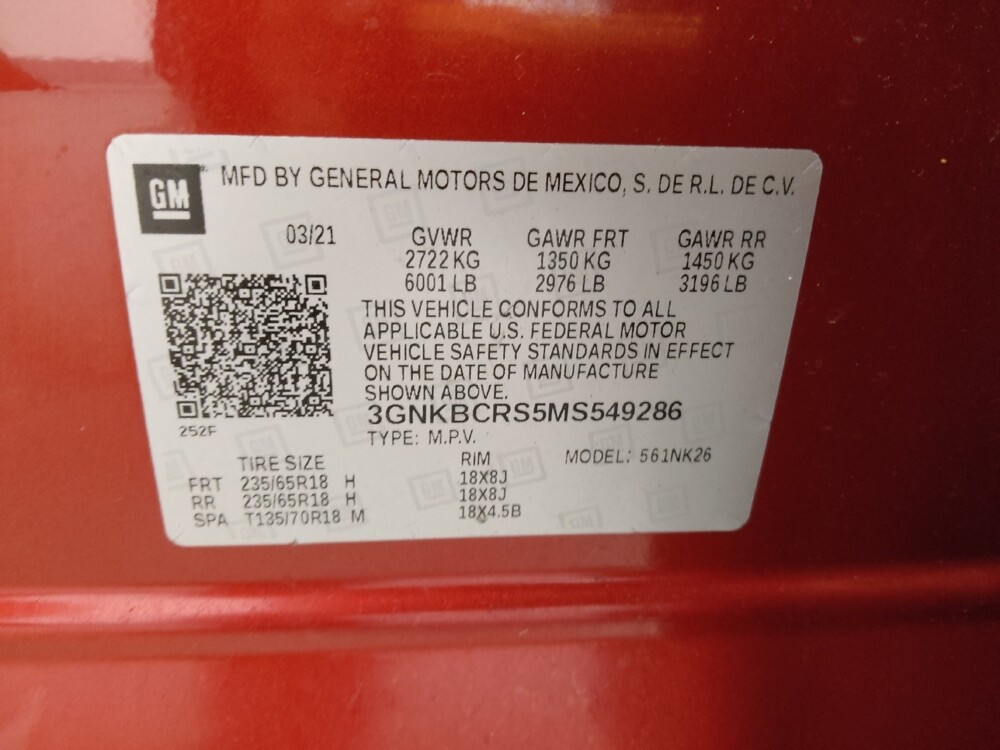 GM MFD BY GENERAL MOTORS DE MEXICO, S. DE R.L. DE C.V.
03/21 GVWR GAWR FRT GAWR RR
2722 KG 1350 KG 1450 KG
6001 LB 2976 LB 3196 LB
THIS VEHICLE CONFORMS TO ALL
APPLICABLE U.S. FEDERAL MOTOR
VEHICLE SAFETY STANDARDS IN EFFECT
ON THE DATE OF MANUFACTURE
SHOWN ABOVE.
3GNKBCRS5MS549286
252F
TYPE: M.P.V.
TIRE SIZE RIM MODEL: 561NK26
FRT 235/65R18 H 18X8J
RR 235/65R18 H 18X8J
SPA T135/70R18 M 18X4.5B